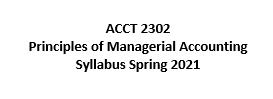 ACCT 2302
Principles of Managerial Accounting
Syllabus Spring 2021